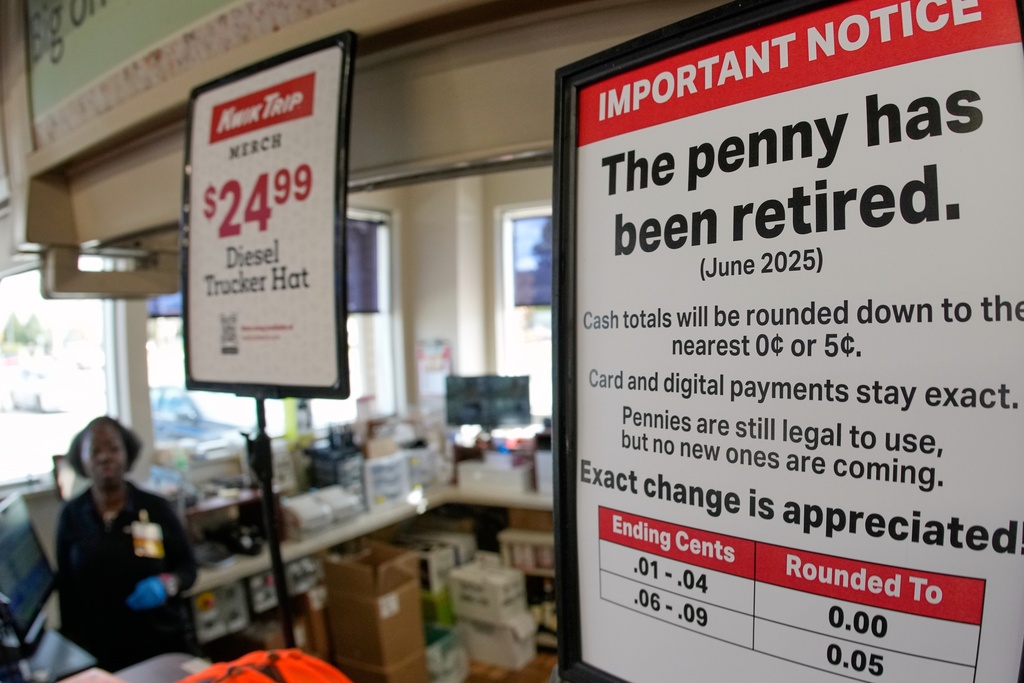 Big on
KWIK TRIP
MERCH
$24.99
Diesel
Trucker Hat
IMPORTANT NOTICE
The penny has
been retired.
(June 2025)
Cash totals will be rounded down to the
nearest 0¢ or 5¢.
Card and digital payments stay exact.
Pennies are still legal to use,
but no new ones are coming.
Exact change is appreciated!
Ending Cents Rounded To
.01 - .04 0.00
.06 - .09 0.05